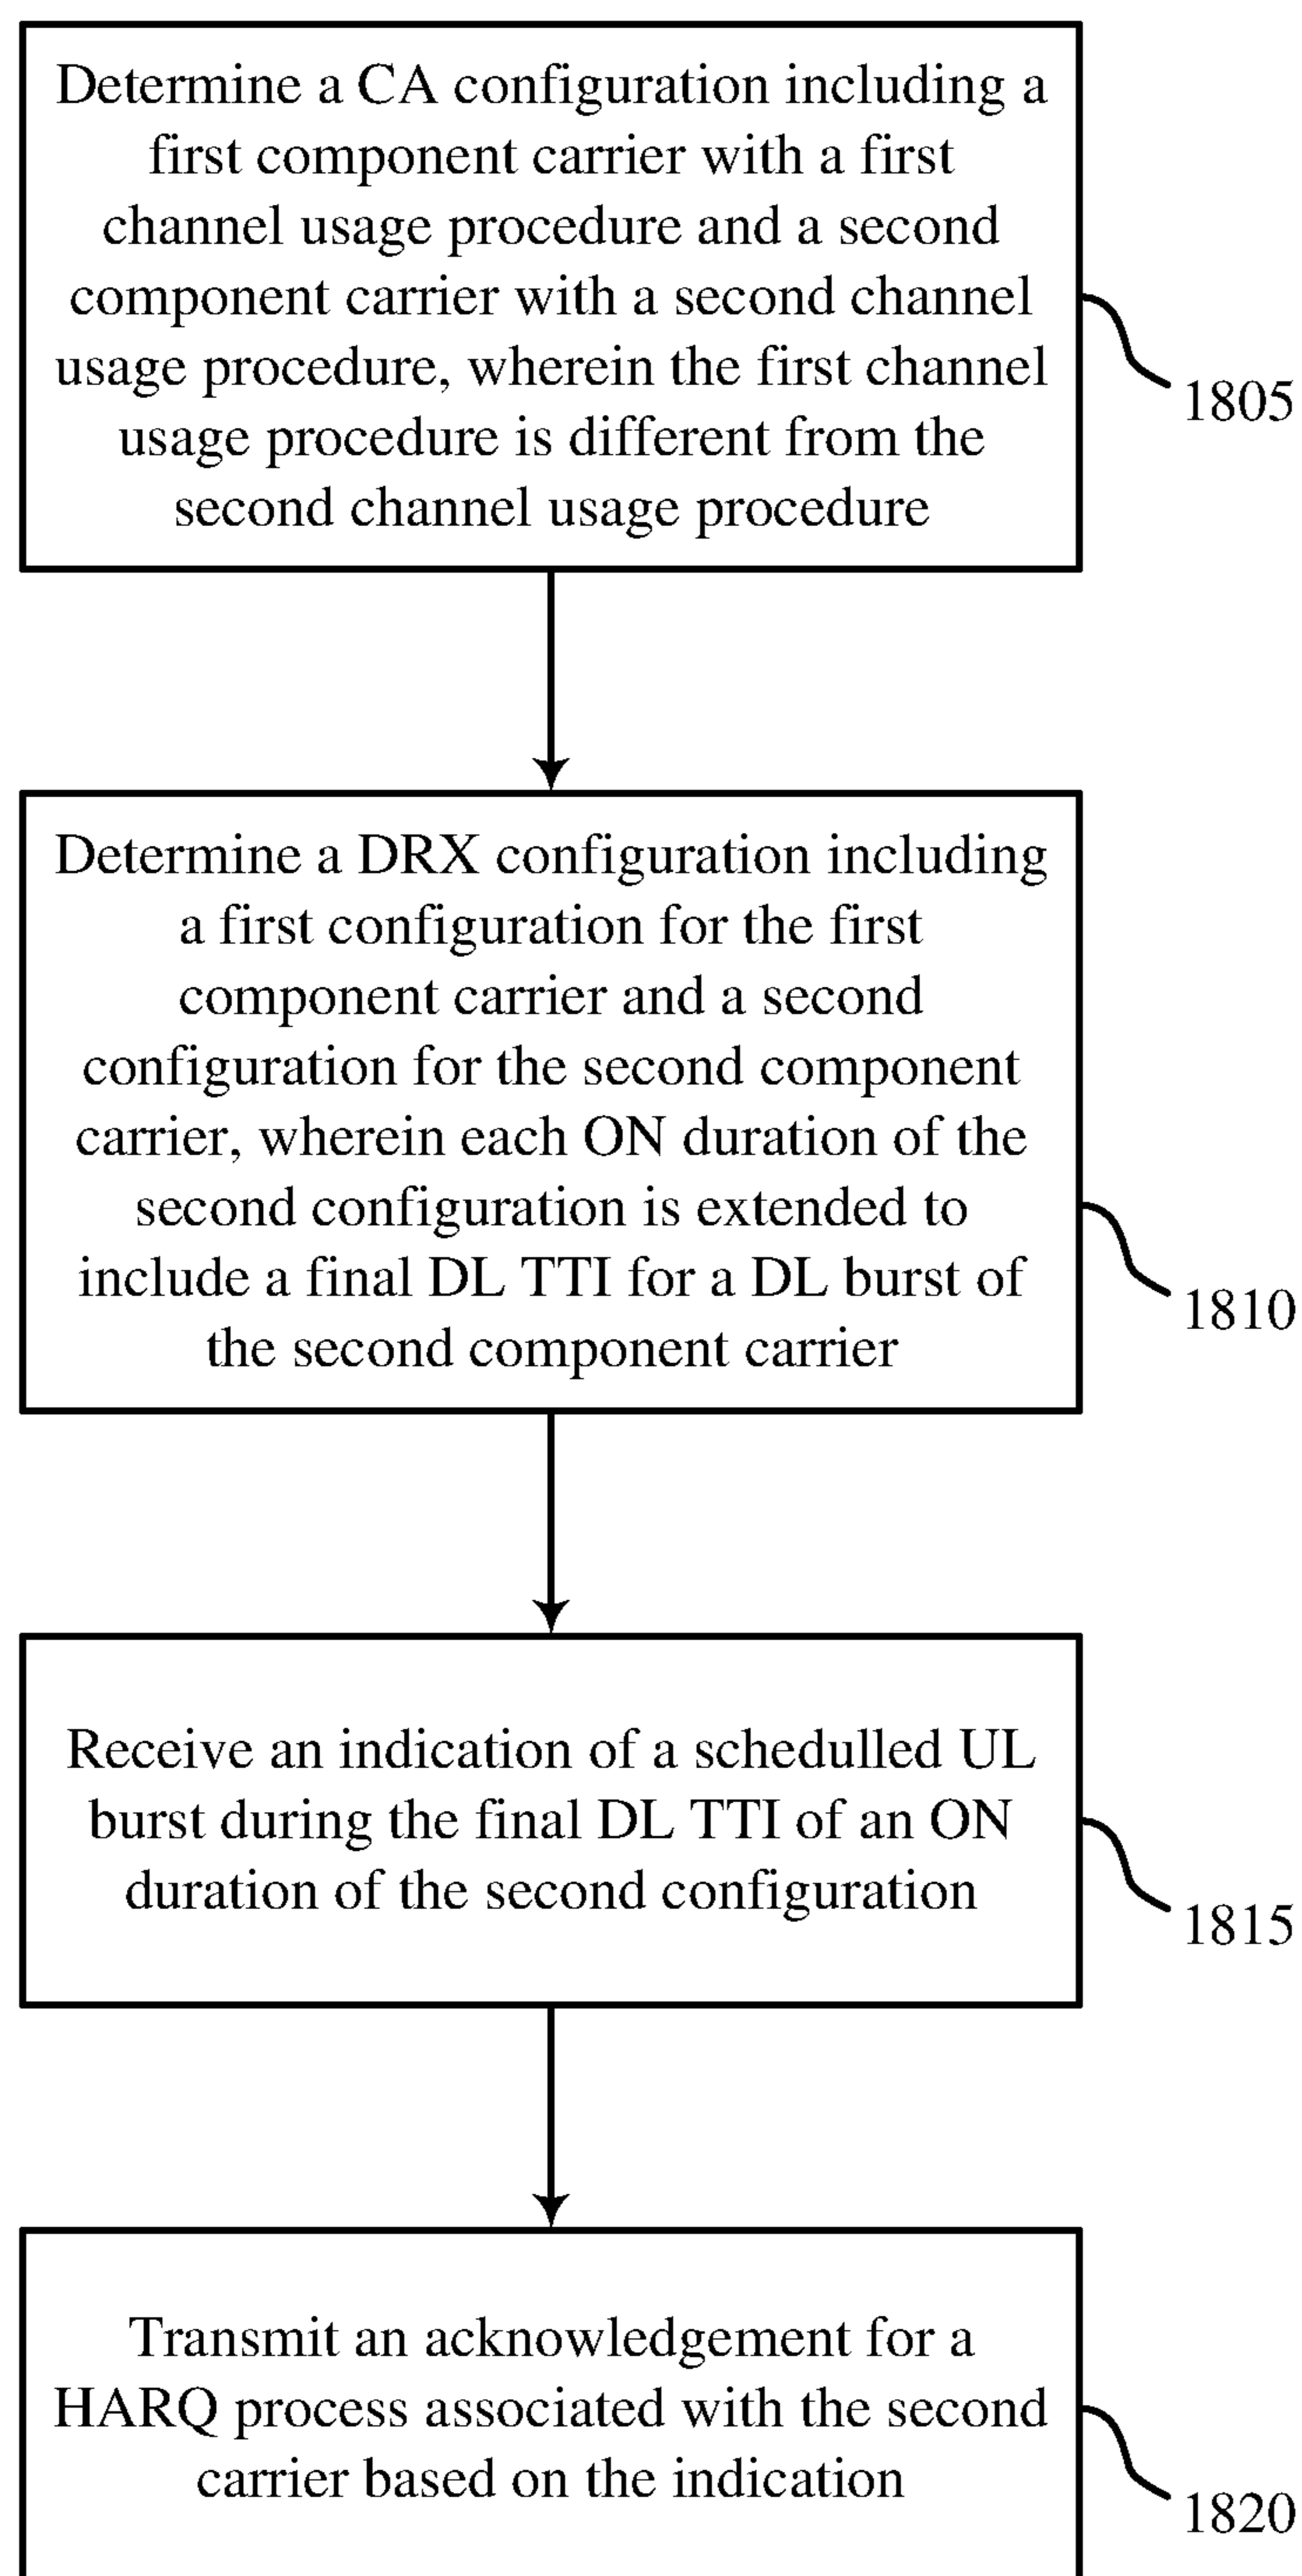 Determine a CA configuration including a
first component carrier with a first
channel usage procedure and a second
component carrier with a second channel
usage procedure, wherein the first channel
usage procedure is different from the
second channel usage procedure
1805
Determine a DRX configuration including
a first configuration for the first
component carrier and a second
configuration for the second component
carrier, wherein each ON duration of the
second configuration is extended to
include a final DL TTI for a DL burst of
the second component carrier
1810
Receive an indication of a schedulled UL
burst during the final DL TTI of an ON
duration of the second configuration
1815
Transmit an acknowledgement for a
HARQ process associated with the second
carrier based on the indication
1820